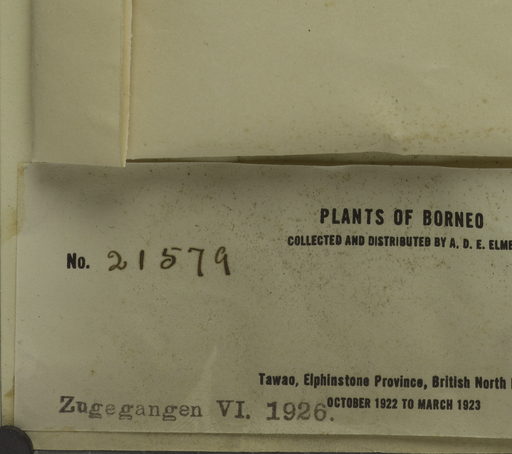 PLANTS OF BORNEO
COLLECTED AND DISTRIBUTED BY A. D. E. ELME
No. 21579
Tawao, Elphinstone Province, British North
OCTOBER 1922 TO MARCH 1923
Zugegangen VI. 1926.